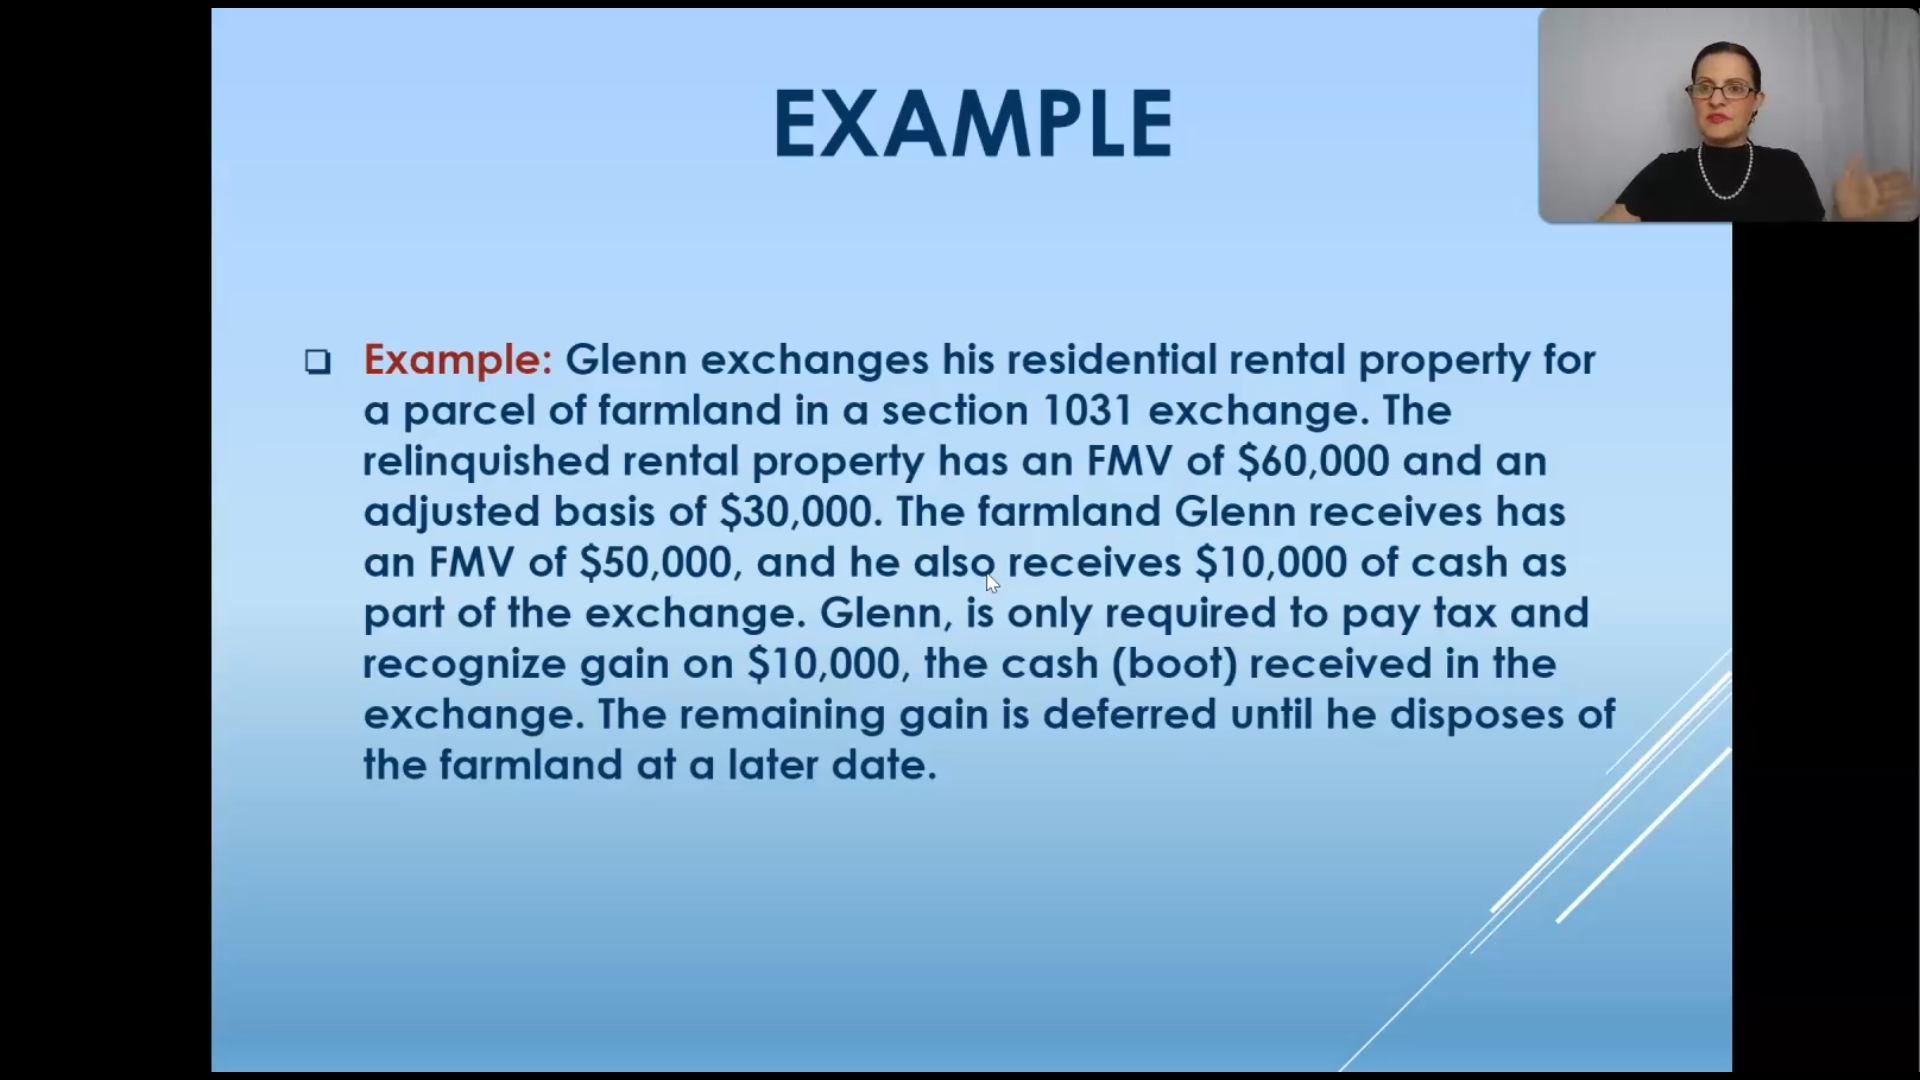 EXAMPLE
Example: Glenn exchanges his residential rental property for
a parcel of farmland in a section 1031 exchange. The
relinquished rental property has an FMV of $60,000 and an
adjusted basis of $30,000. The farmland Glenn receives has
an FMV of $50,000, and he also receives $10,000 of cash as
part of the exchange. Glenn, is only required to pay tax and
recognize gain on $10,000, the cash (boot) received in the
exchange. The remaining gain is deferred until he disposes of
the farmland at a later date.